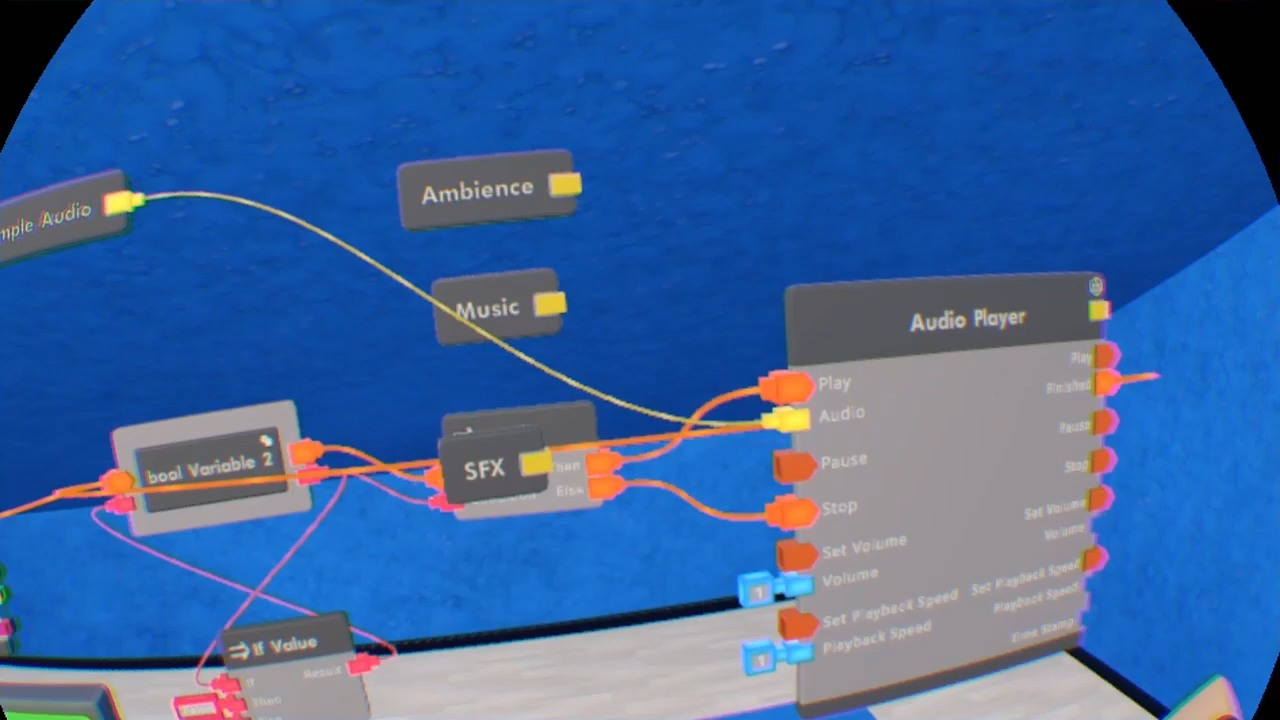 mple Audio
Ambience
Music
Audio Player
Play
Play
Finished
Audio
Pause
Pause
Stop
Stop
Set Volume
Set Volume
Volume
Volume
Set Playback Speed
Set Playback Speed
Playback Speed
Playback Speed
Time Stamp
1
1
bool Variable 2
SFX
Then
Else
If Value
Result
If
Then